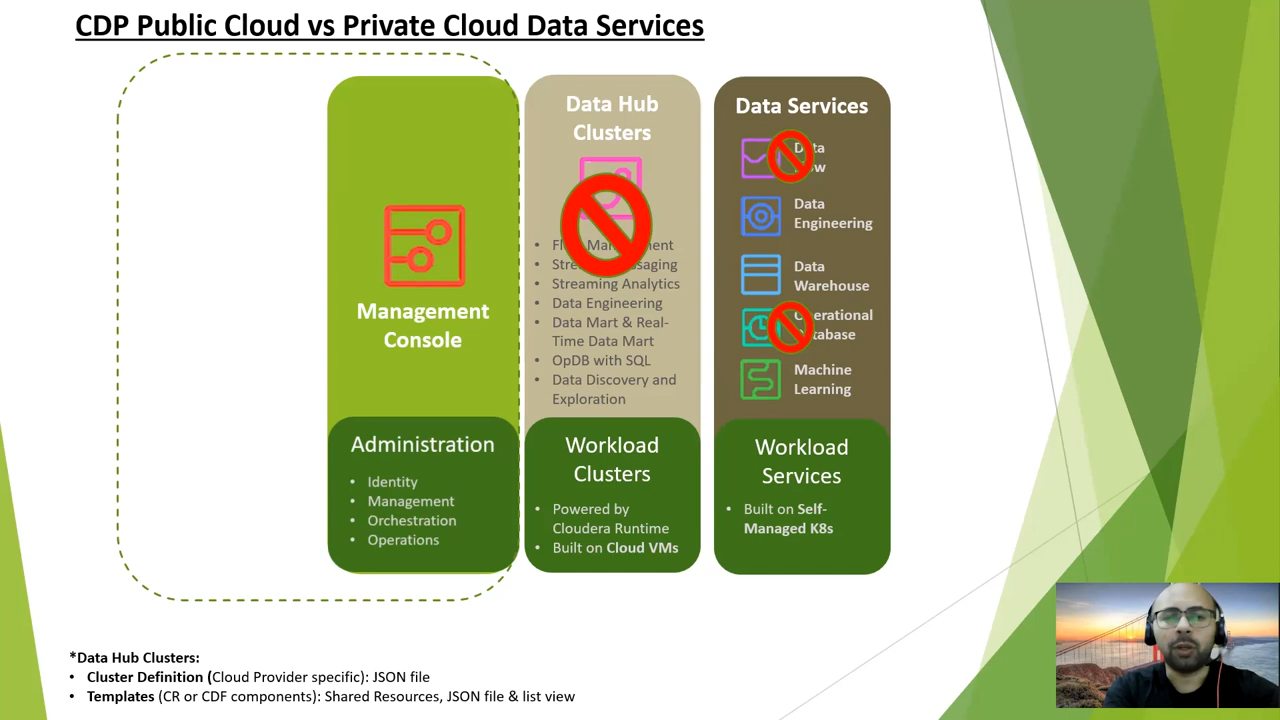 CDP Public Cloud vs Private Cloud Data Services
Management
Console
Administration
• Identity
• Management
• Orchestration
• Operations
Data Hub
Clusters
•
• Streaming Analytics
• Data Engineering
• Data Mart & Real-
Time Data Mart
• OpDB with SQL
• Data Discovery and
Exploration
Workload
Clusters
• Powered by
Cloudera Runtime
• Built on Cloud VMs
Data Services
Data
Engineering
Data
Warehouse
Machine
Learning
Workload
Services
• Built on Self-
Managed K8s
*Data Hub Clusters:
• Cluster Definition (Cloud Provider specific): JSON file
• Templates (CR or CDF components): Shared Resources, JSON file & list view